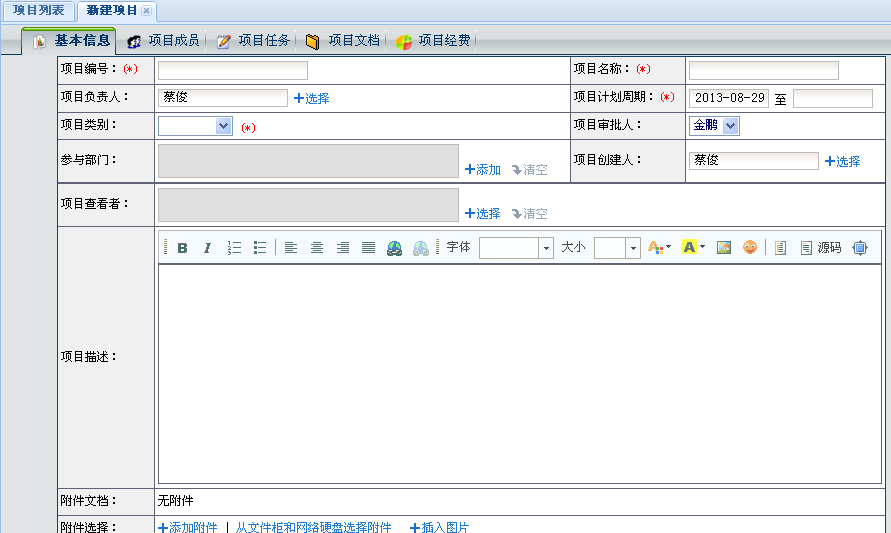 项目列表 新建项目
基本信息 项目成员 项目任务 项目文档 项目经费
项目编号：(*) 项目名称：(*)
项目负责人： 蔡俊 选择 项目计划周期：(*) 2013-08-29 至
项目类别： (*) 项目审批人： 金鹏
参与部门： 添加 清空 项目创建人： 蔡俊 选择
项目查看者： 选择 清空
B I 字体 大小 A A 源码
项目描述：
附件文档： 无附件
附件选择： 添加附件 | 从文件柜和网络硬盘选择附件 插入图片